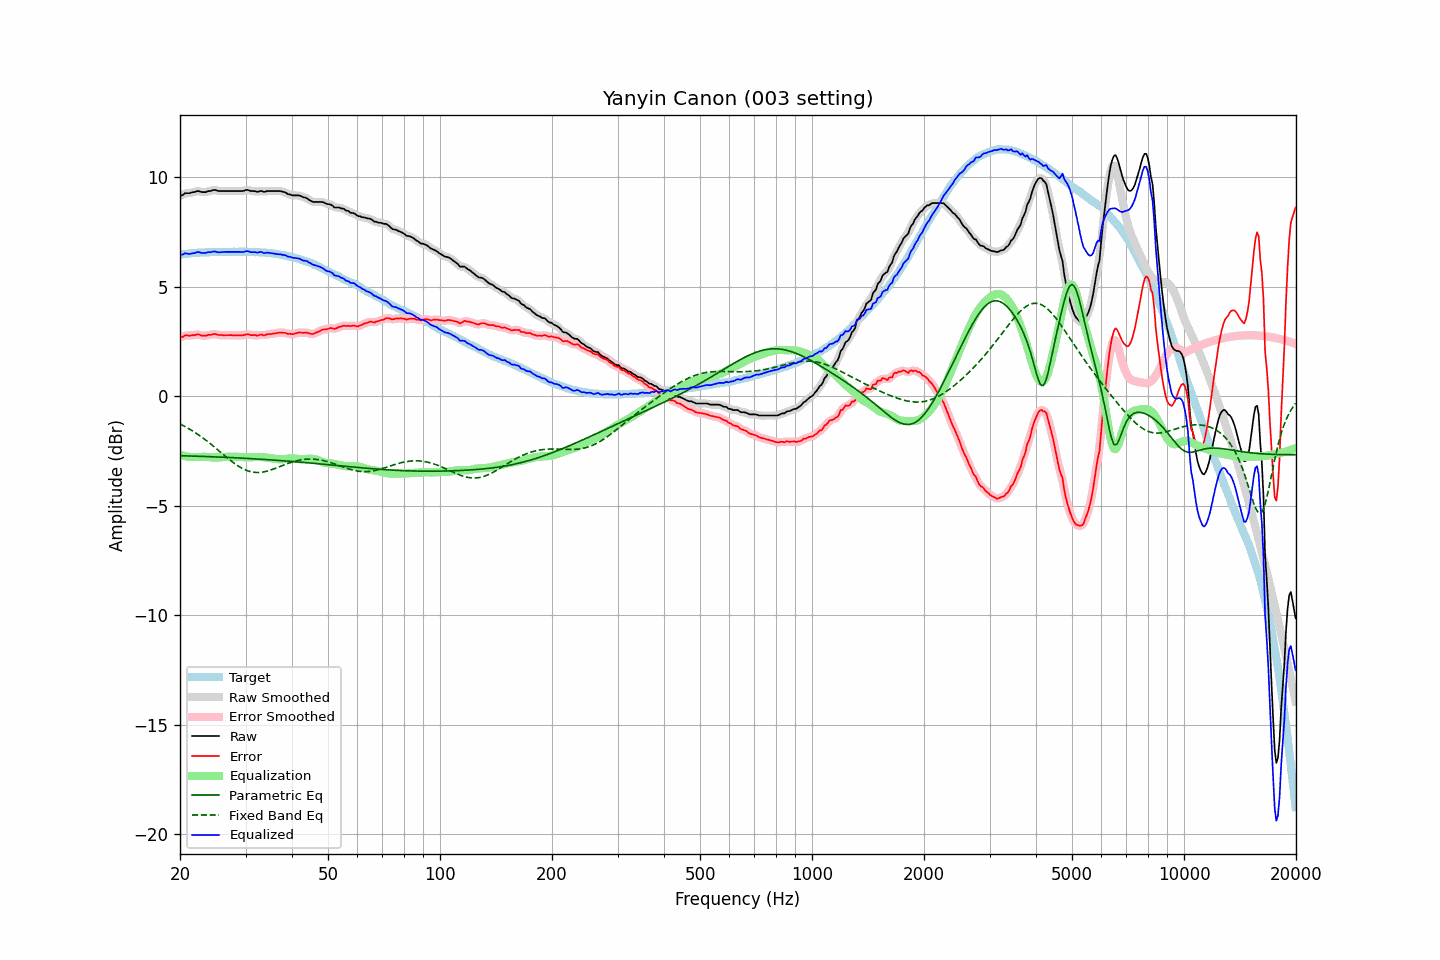 Yanyin Canon (003 setting)
Amplitude (dBr)
10
5
0
−5
−10
−15
−20
Target
Raw Smoothed
Error Smoothed
Raw
Error
Equalization
Parametric Eq
Fixed Band Eq
Equalized
20 50 100 200 500 1000 2000 5000 10000 20000
Frequency (Hz)